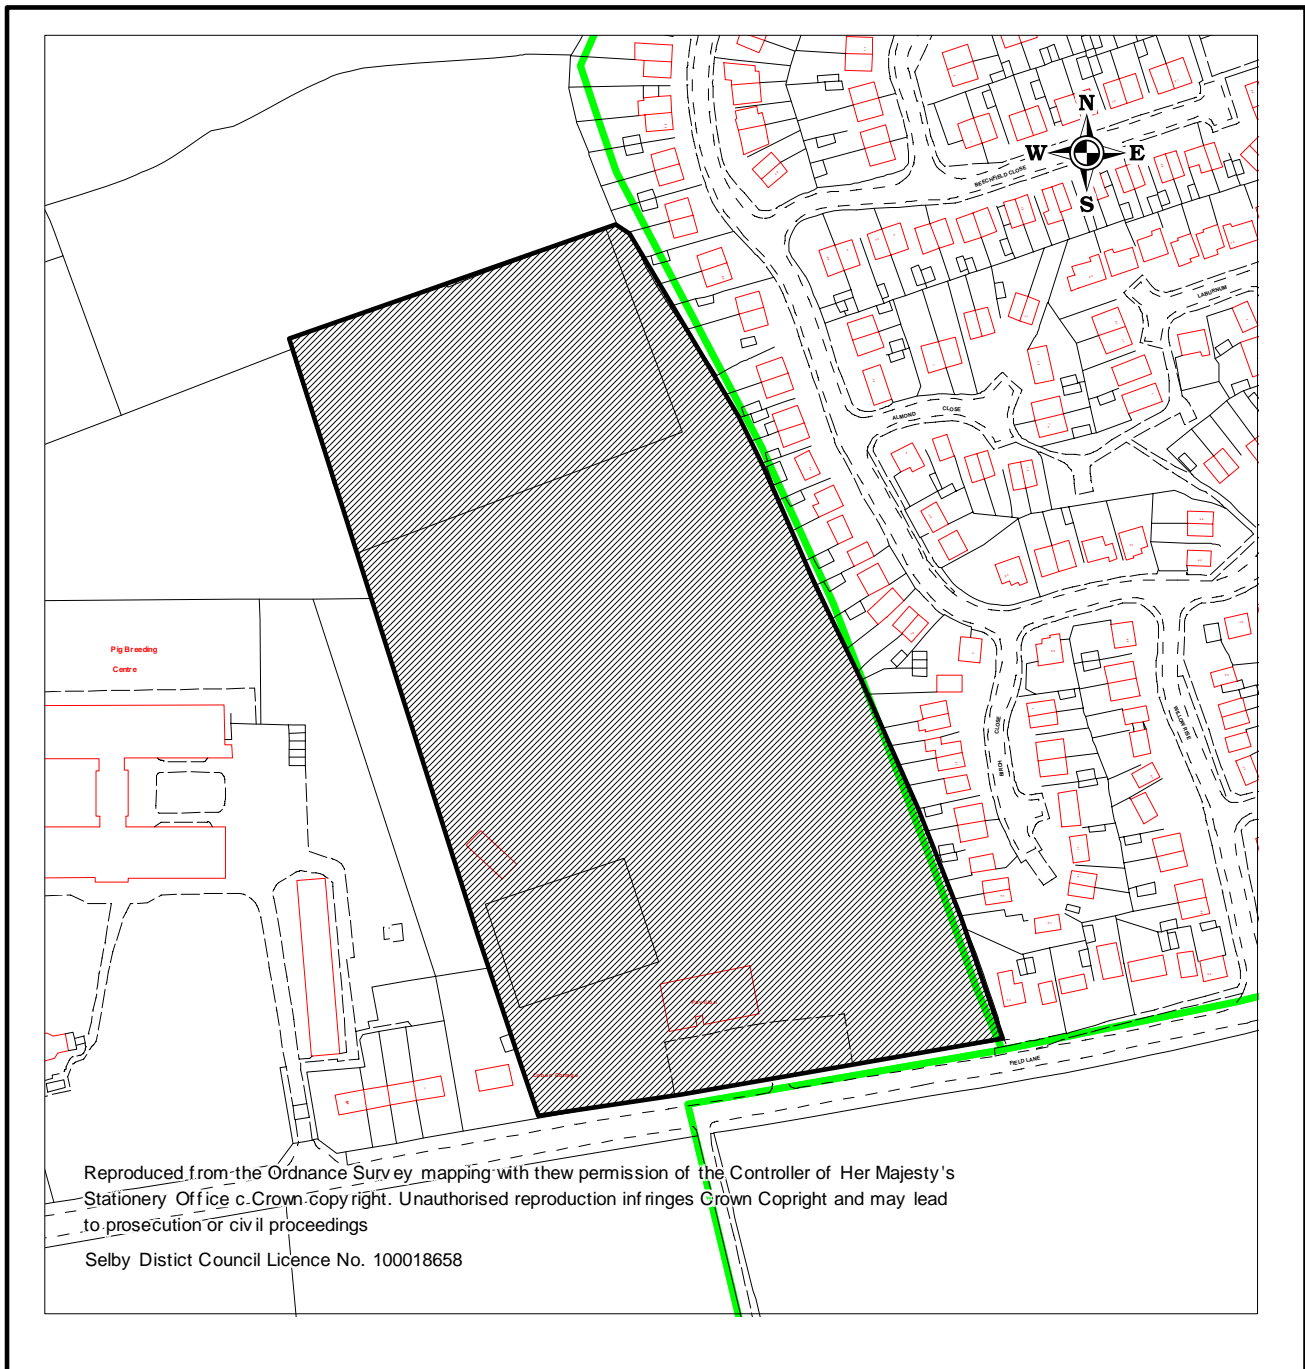 N
W E
S
BEECHFIELD CLOSE
LABURNUM
ALMOND CLOSE
Pig Breeding
Centre
WILLOW RISE
BIRCH CLOSE
FIELD LANE
Reproduced from the Ordnance Survey mapping with thew permission of the Controller of Her Majesty's
Stationery Office c.Crown copyright. Unauthorised reproduction infringes Crown Copright and may lead
to prosecution or civil proceedings
Selby Distict Council Licence No. 100018658